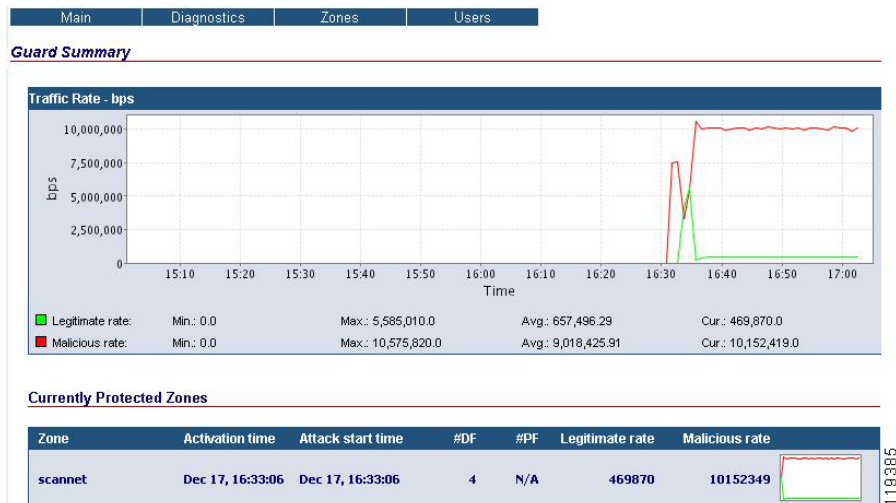 Main Diagnostics Zones Users
Guard Summary
Traffic Rate - bps
10,000,000
7,500,000
5,000,000
2,500,000
0
bps
15:10 15:20 15:30 15:40 15:50 16:00 16:10 16:20 16:30 16:40 16:50 17:00
Time
Legitimate rate: Min.: 0.0 Max.: 5,585,010.0 Avg.: 657,496.29 Cur.: 469,870.0
Malicious rate: Min.: 0.0 Max.: 10,575,820.0 Avg.: 9,018,425.91 Cur.: 10,152,419.0
Currently Protected Zones
Zone Activation time Attack start time #DF #PF Legitimate rate Malicious rate
scannet Dec 17, 16:33:06 Dec 17, 16:33:06 4 N/A 469870 10152349
119385